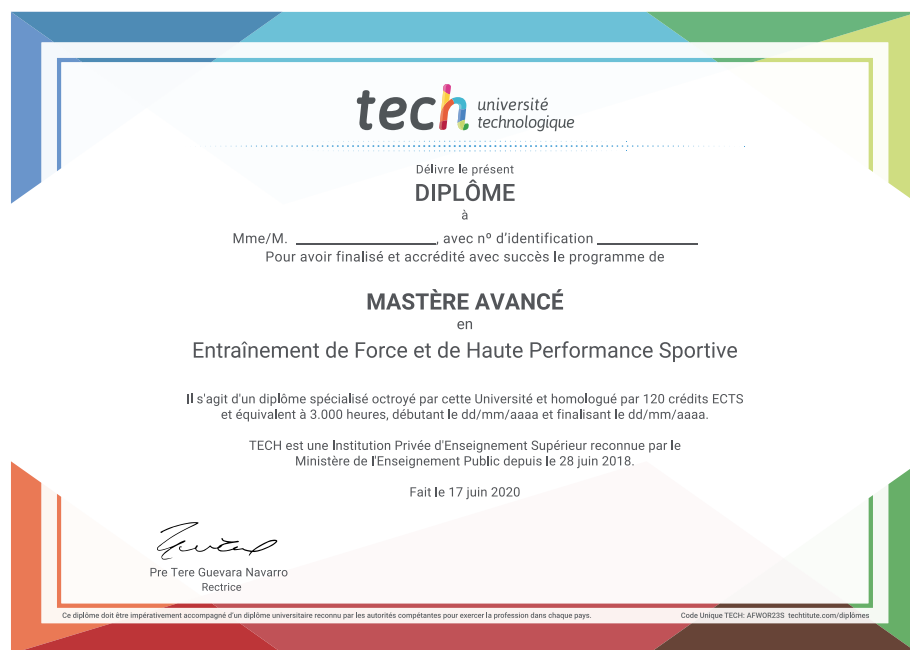 tech université
technologique
Délivre le présent
DIPLÔME
à
Mme/M. ____________________, avec nº d'identification ______________
Pour avoir finalisé et accrédité avec succès le programme de
MASTÈRE AVANCÉ
en
Entraînement de Force et de Haute Performance Sportive
Il s'agit d'un diplôme spécialisé octroyé par cette Université et homologué par 120 crédits ECTS
et équivalent à 3.000 heures, débutant le dd/mm/aaaa et finalisant le dd/mm/aaaa.
TECH est une Institution Privée d'Enseignement Supérieur reconnue par le
Ministère de l'Enseignement Public depuis le 28 juin 2018.
Fait le 17 juin 2020
Pre Tere Guevara Navarro
Rectrice
Ce diplôme doit être impérativement accompagné d'un diplôme universitaire reconnu par les autorités compétentes pour exercer la profession dans chaque pays.
Code Unique TECH: AFWOR23S techtitute.com/diplômes